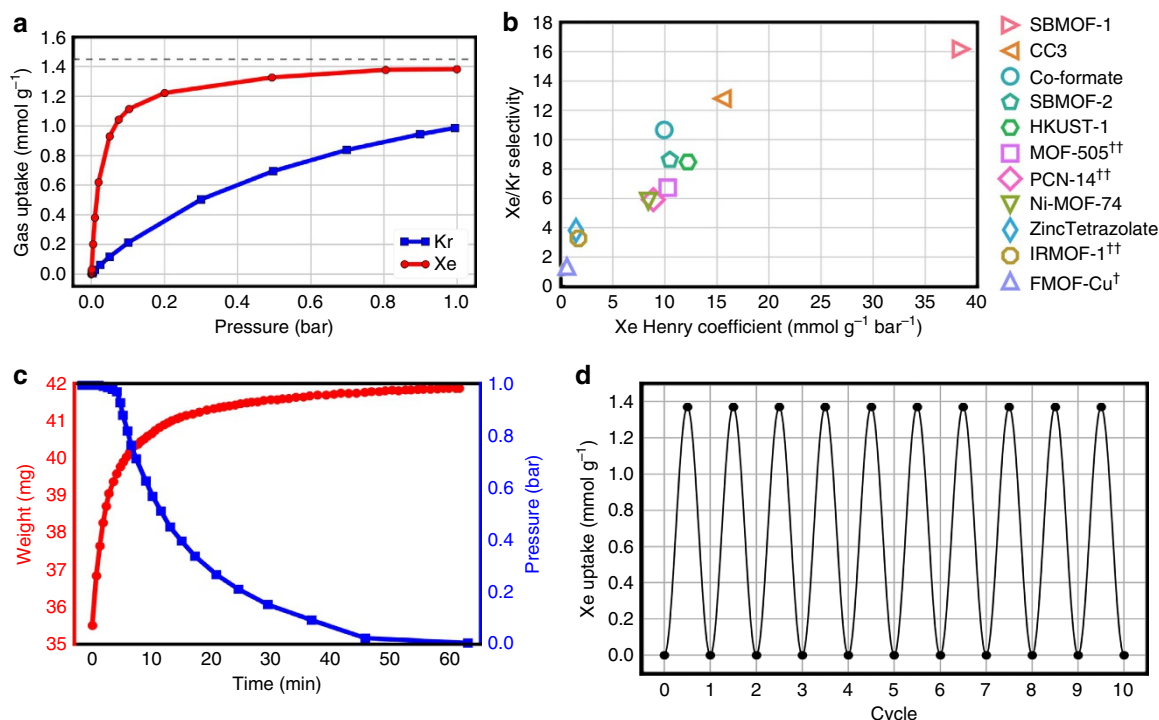 a
1.6
1.4
1.2
1.0
0.8
0.6
0.4
0.2
0.0
Gas uptake (mmol g⁻¹)
Kr
Xe
0.0 0.2 0.4 0.6 0.8 1.0
Pressure (bar)
b
18
16
14
12
10
8
6
4
2
0
Xe/Kr selectivity
0 5 10 15 20 25 30 35 40
Xe Henry coefficient (mmol g⁻¹ bar⁻¹)
SBMOF-1
CC3
Co-formate
SBMOF-2
HKUST-1
MOF-505††
PCN-14††
Ni-MOF-74
ZincTetrazolate
IRMOF-1††
FMOF-Cu†
c
42
41
40
39
38
37
36
35
Weight (mg)
1.0
0.8
0.6
0.4
0.2
0.0
Pressure (bar)
0 10 20 30 40 50 60
Time (min)
d
1.4
1.2
1.0
0.8
0.6
0.4
0.2
0.0
Xe uptake (mmol g⁻¹)
0 1 2 3 4 5 6 7 8 9 10
Cycle